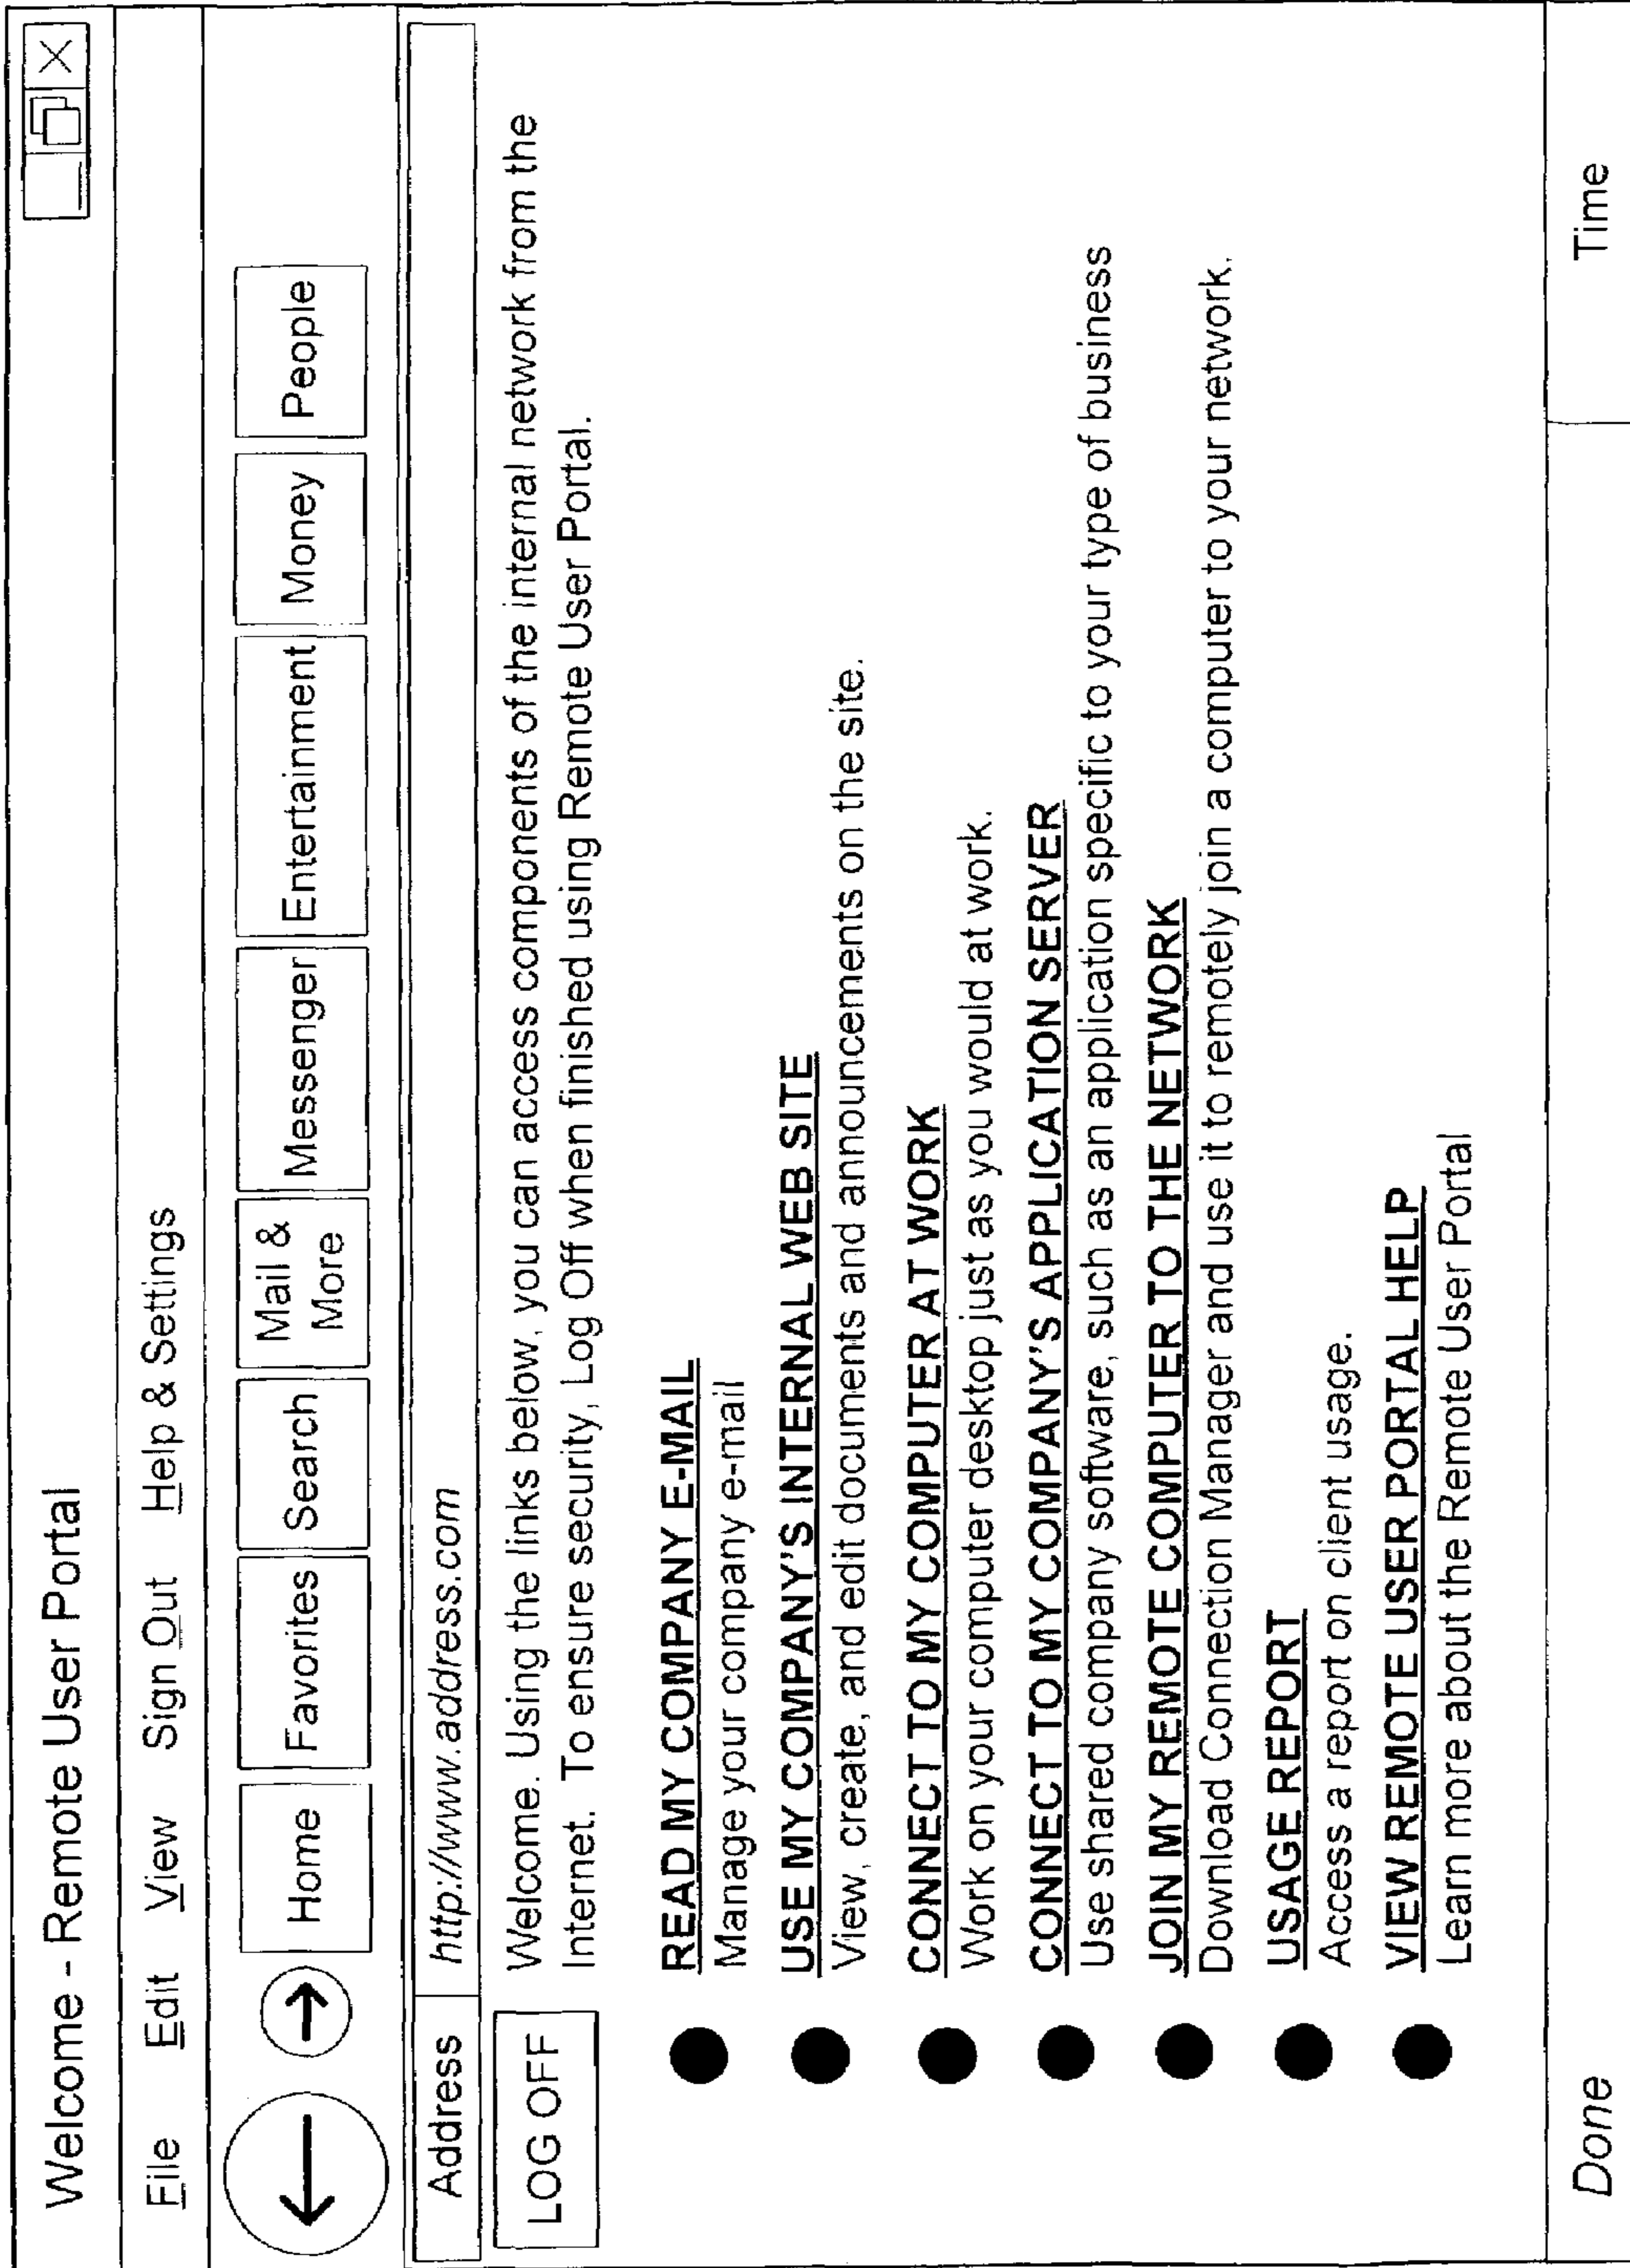 Welcome - Remote User Portal
File Edit View Sign Out Help & Settings
Home Favorites Search Mail & More Messenger Entertainment Money People
Address http://www.address.com
LOG OFF
Welcome. Using the links below, you can access components of the internal network from the
Internet. To ensure security, Log Off when finished using Remote User Portal.
READ MY COMPANY E-MAIL
Manage your company e-mail
USE MY COMPANY'S INTERNAL WEB SITE
View, create, and edit documents and announcements on the site.
CONNECT TO MY COMPUTER AT WORK
Work on your computer desktop just as you would at work.
CONNECT TO MY COMPANY'S APPLICATION SERVER
Use shared company software, such as an application specific to your type of business
JOIN MY REMOTE COMPUTER TO THE NETWORK
Download Connection Manager and use it to remotely join a computer to your network.
USAGE REPORT
Access a report on client usage.
VIEW REMOTE USER PORTAL HELP
Learn more about the Remote User Portal
Done Time